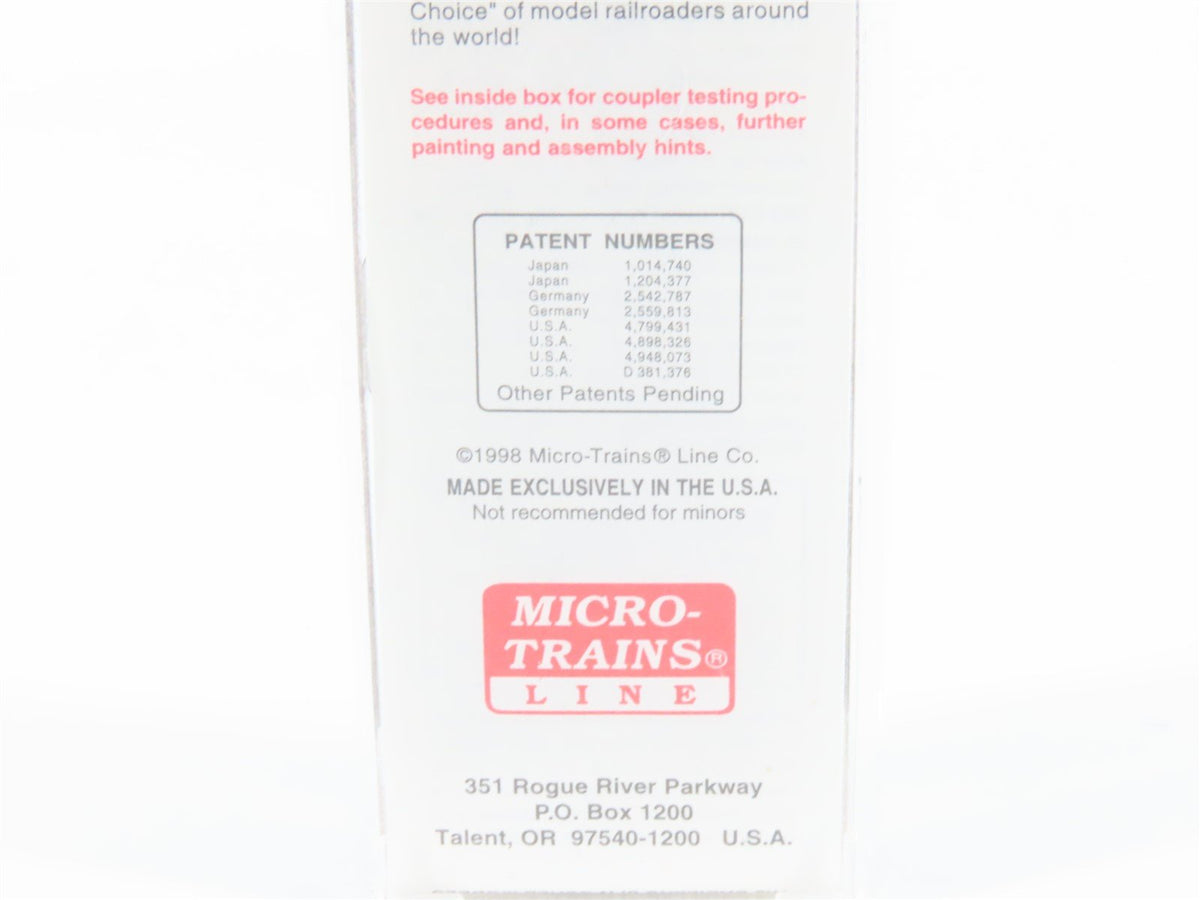 Choice" of model railroaders around
the world!
See inside box for coupler testing pro-
cedures and, in some cases, further
painting and assembly hints.
PATENT NUMBERS
Japan 1,014,740
Japan 1,204,377
Germany 2,542,787
Germany 2,559,813
U.S.A. 4,799,431
U.S.A. 4,898,326
U.S.A. 4,948,073
U.S.A. D 381,376
Other Patents Pending
©1998 Micro-Trains® Line Co.
MADE EXCLUSIVELY IN THE U.S.A.
Not recommended for minors
MICRO-
TRAINS®
LINE
351 Rogue River Parkway
P.O. Box 1200
Talent, OR 97540-1200 U.S.A.